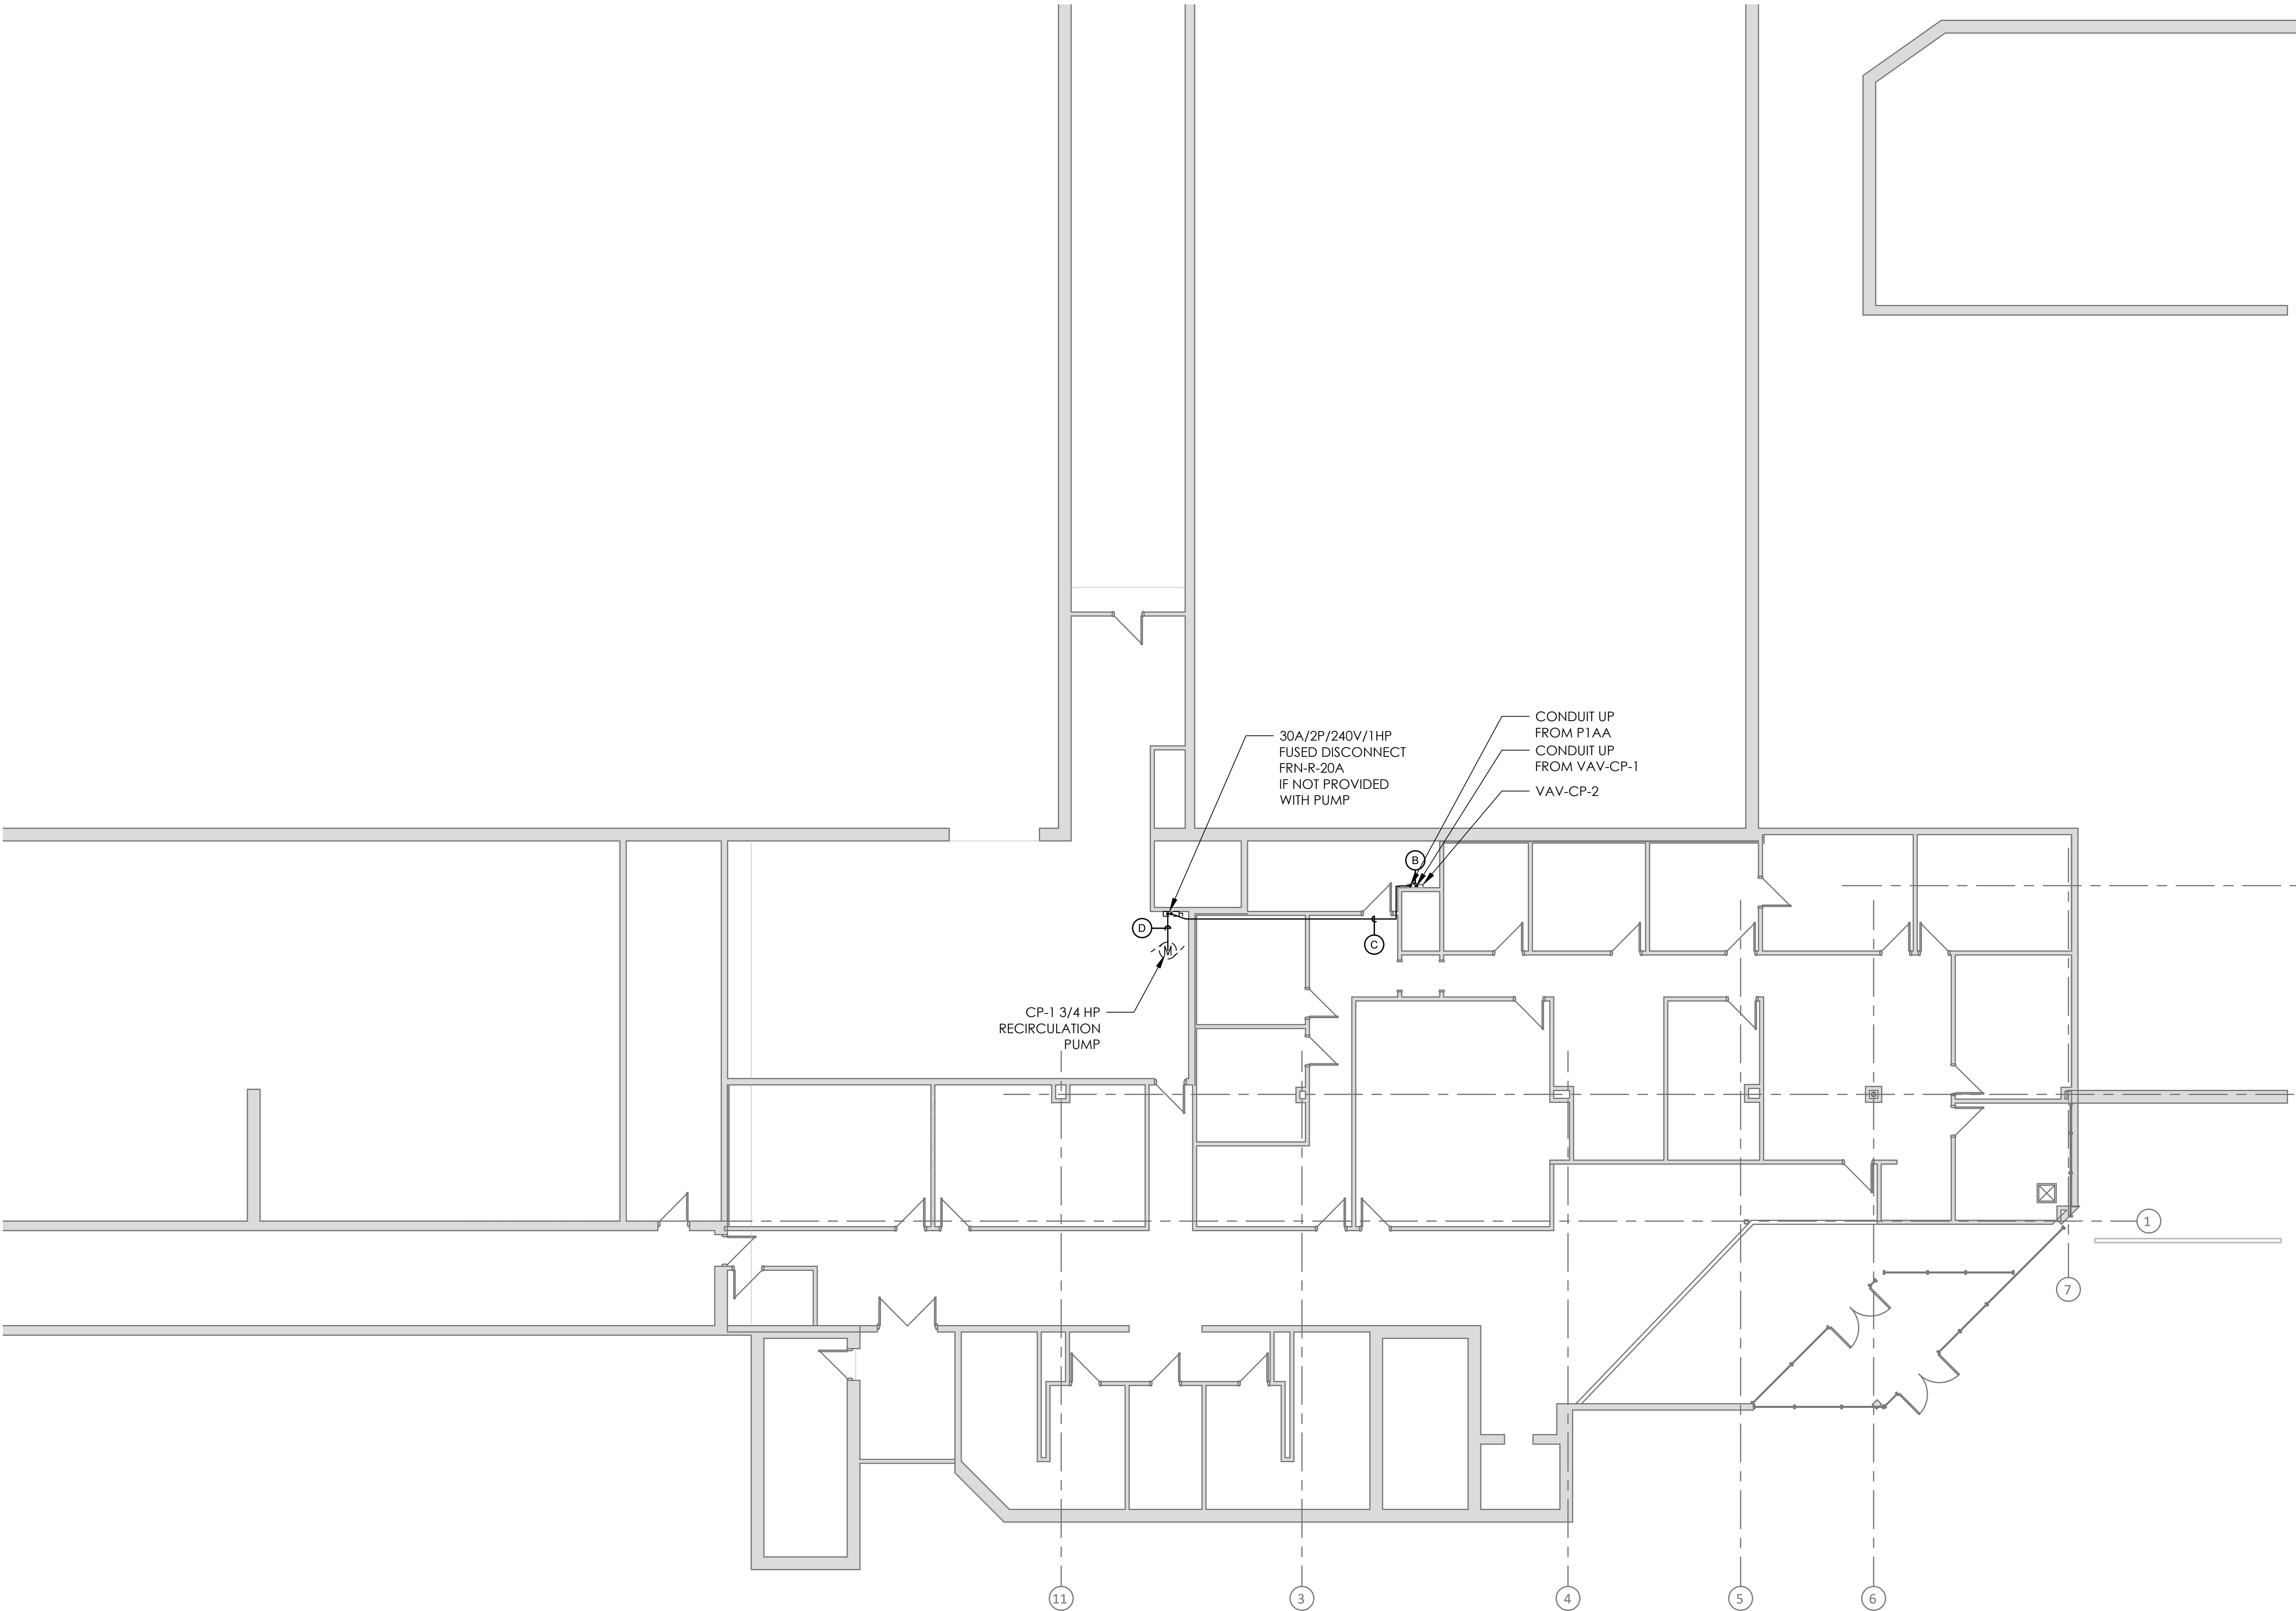 CONDUIT UP
FROM P1AA
CONDUIT UP
FROM VAV-CP-1
VAV-CP-2
30A/2P/240V/1HP
FUSED DISCONNECT
FRN-R-20A
IF NOT PROVIDED
WITH PUMP
B
D
C
M
CP-1 3/4 HP
RECIRCULATION
PUMP
1
7
11
3
4
5
6